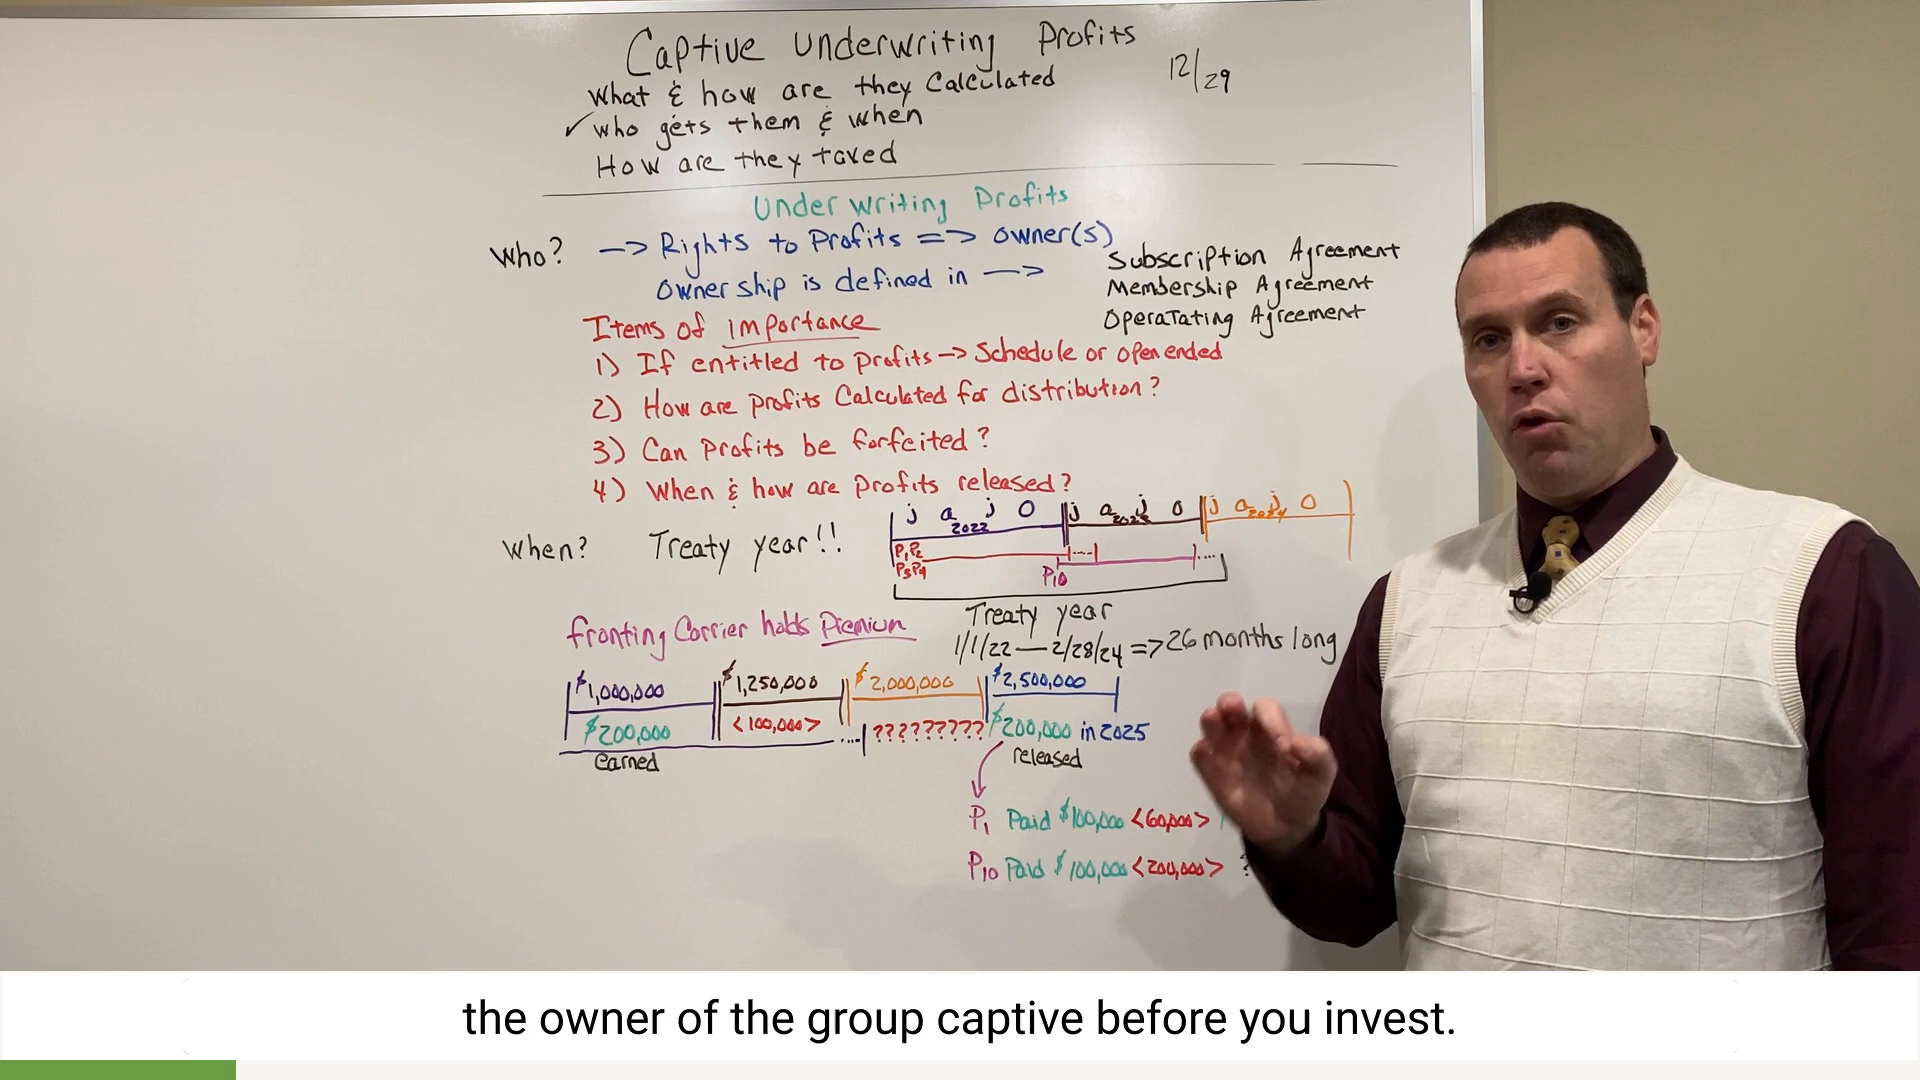 Captive Underwriting Profits
12/29
What & how are they Calculated
✓ who gets them & when
How are they taxed
Underwriting Profits
Who? —> Rights to Profits => owner(s)
Ownership is defined in —>
Subscription Agreement
Membership Agreement
Operatating Agreement
Items of importance
1) If entitled to Profits —> Schedule or open ended
2) How are profits Calculated for distribution?
3) Can Profits be forfeited?
4) When & how are Profits released?
When? Treaty year!!
j a j o j a j o j a j o
2022 2023 2024
P1 P2
P3 P4
P10
Treaty year
1/1/22 — 2/28/24 => 26 months long
fronting Carrier holds Premium
$1,000,000 $1,250,000 $2,000,000 $2,500,000
$200,000 <100,000> ????????? $200,000 in 2025
earned released
P1 Paid $100,000 <60,000>
P10 Paid $100,000 <200,000> ?
the owner of the group captive before you invest.